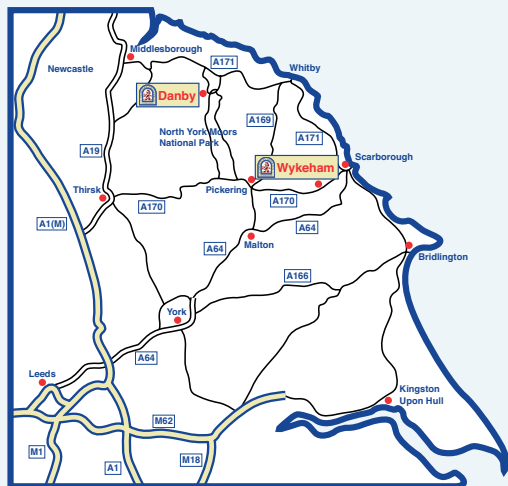 Middlesborough
Newcastle
A171
Whitby
Danby
A169
North York Moors
National Park
A171
A19
Scarborough
Wykeham
Thirsk
Pickering
A170
A170
A1(M)
A64
A64
Malton
Bridlington
A166
York
A64
Leeds
Kingston
Upon Hull
M62
M1
A1
M18